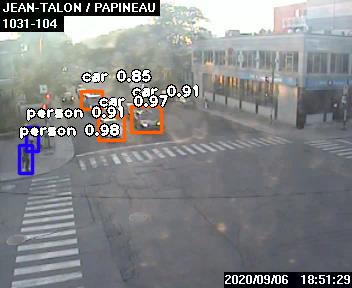 JEAN-TALON / PAPINEAU
1031-104
car 0.85
car 0.91
car 0.97
person 0.91
person 0.98
2020/09/06 18:51:29